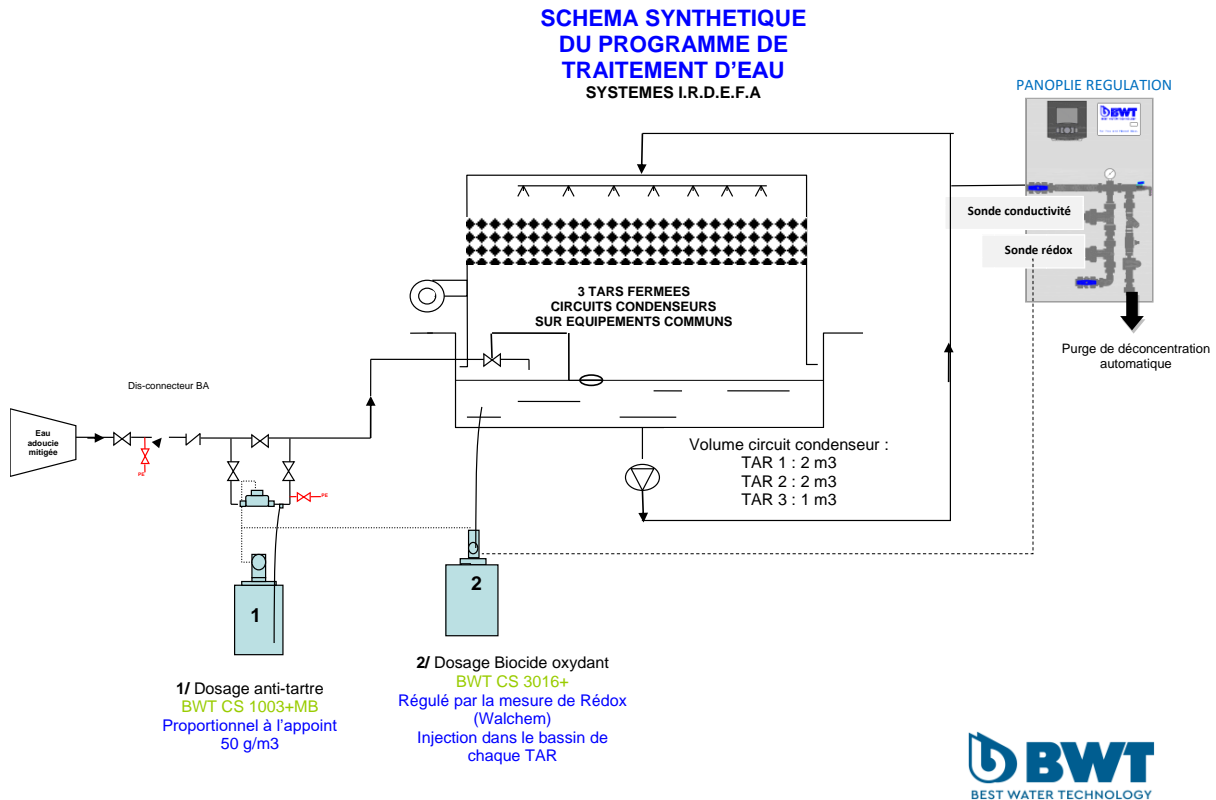 SCHEMA SYNTHETIQUE
DU PROGRAMME DE
TRAITEMENT D'EAU
SYSTEMES I.R.D.E.F.A
PANOPLIE REGULATION
BWT
Sonde conductivité
Sonde rédox
3 TARS FERMEES
CIRCUITS CONDENSEURS
SUR EQUIPEMENTS COMMUNS
Purge de déconcentration
automatique
Dis-connecteur BA
Eau
adoucie
mitigée
PE
PE
Volume circuit condenseur :
TAR 1 : 2 m3
TAR 2 : 2 m3
TAR 3 : 1 m3
1
2
1/ Dosage anti-tartre
BWT CS 1003+MB
Proportionnel à l'appoint
50 g/m3
2/ Dosage Biocide oxydant
BWT CS 3016+
Régulé par la mesure de Rédox
(Walchem)
Injection dans le bassin de
chaque TAR
BWT
BEST WATER TECHNOLOGY